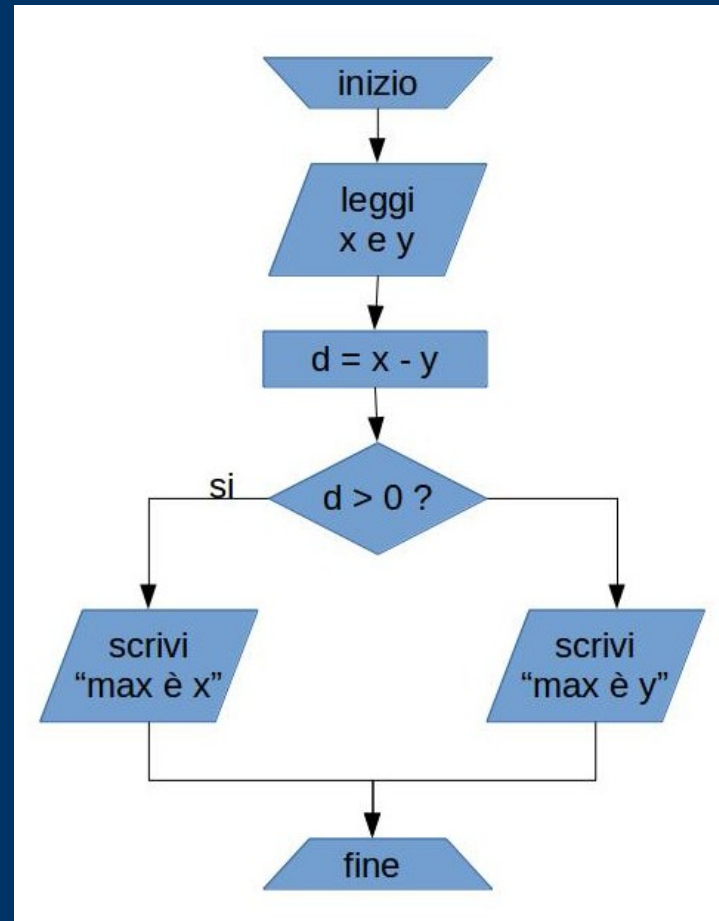 inizio
leggi
x e y
d = x - y
d > 0 ?
si
scrivi
“max è x”
scrivi
“max è y”
fine